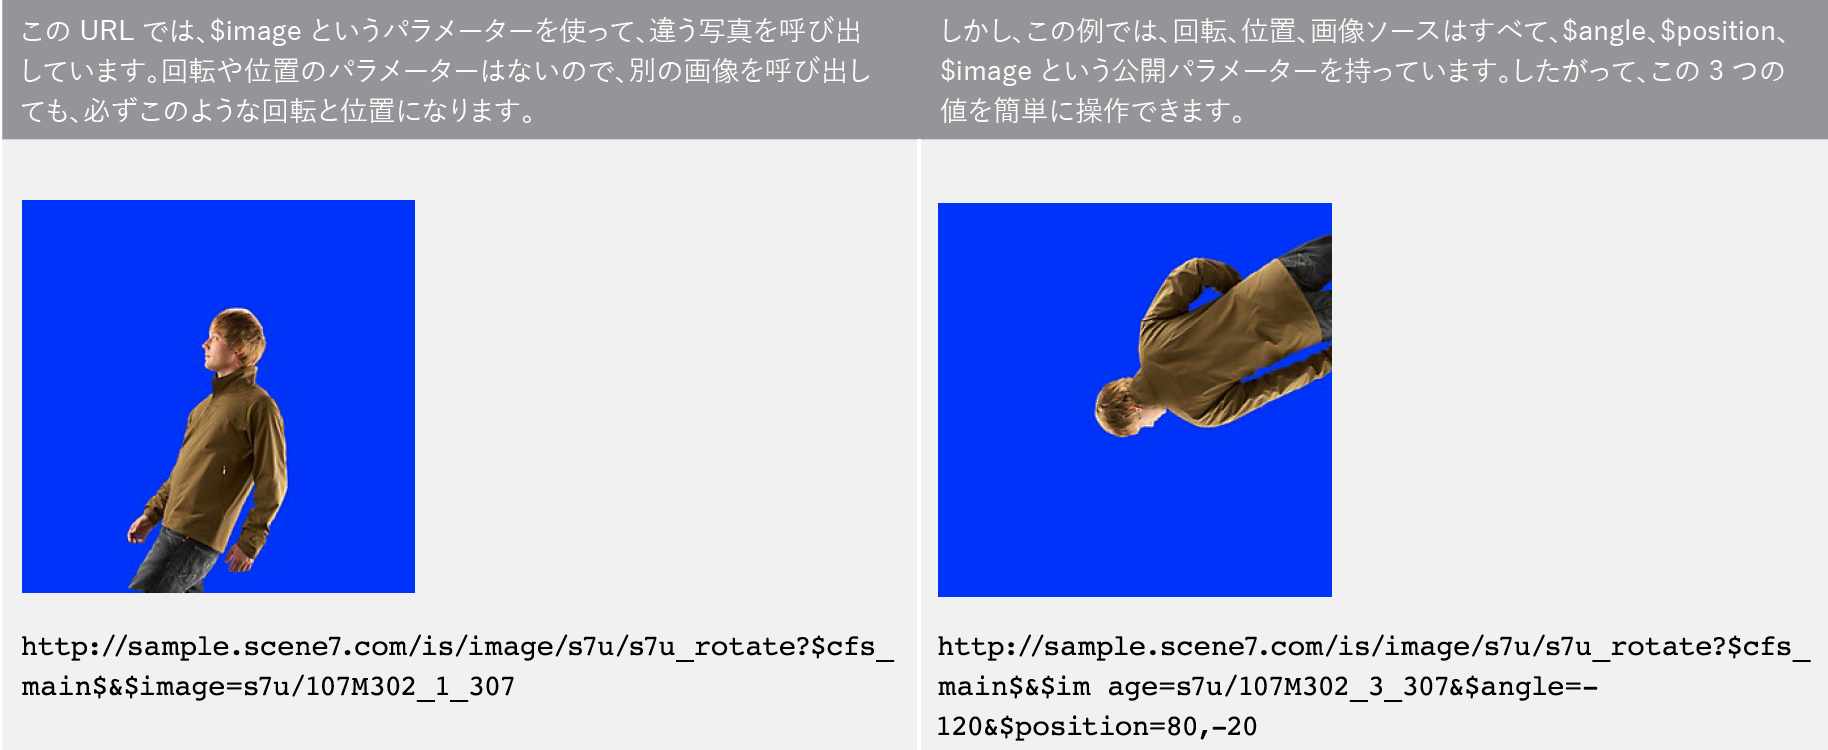 この URL では、$image というパラメーターを使って、違う写真を呼び出
しています。回転や位置のパラメーターはないので、別の画像を呼び出し
ても、必ずこのような回転と位置になります。
しかし、この例では、回転、位置、画像ソースはすべて、$angle、$position、
$image という公開パラメーターを持っています。したがって、この 3 つの
値を簡単に操作できます。
http://sample.scene7.com/is/image/s7u/s7u_rotate?$cfs_
main$&$image=s7u/107M302_1_307
http://sample.scene7.com/is/image/s7u/s7u_rotate?$cfs_
main$&$im age=s7u/107M302_3_307&$angle=-
120&$position=80,-20